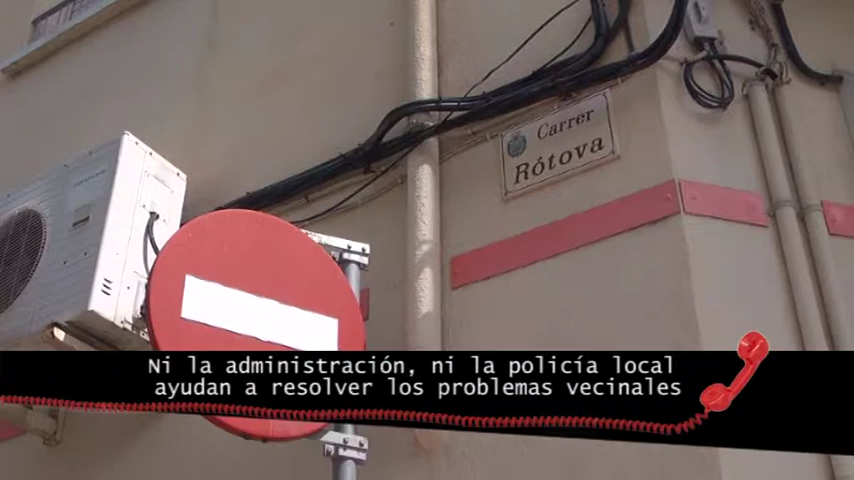 Carrer
Rótova
Ni la administración, ni la policía local
ayudan a resolver los problemas vecinales